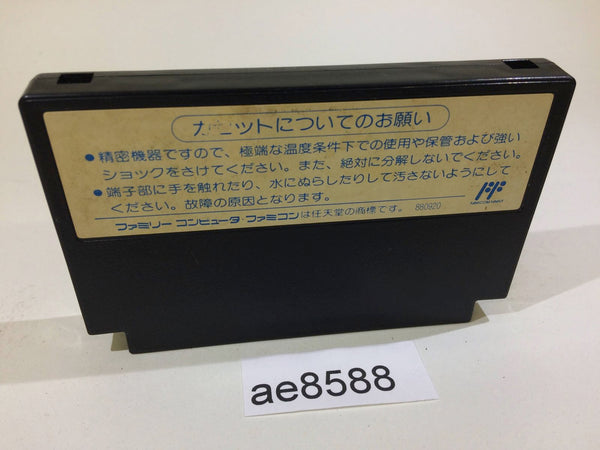 カセットについてのお願い
●精密機器ですので、極端な温度条件下での使用や保管および強い
ショックをさけてください。また、絶対に分解しないでください。
●端子部に手を触れたり、水にぬらしたりして汚さないようにして
ください。故障の原因となります。
ファミリーコンピュータ・ファミコンは任天堂の商標です。 880920
ae8588